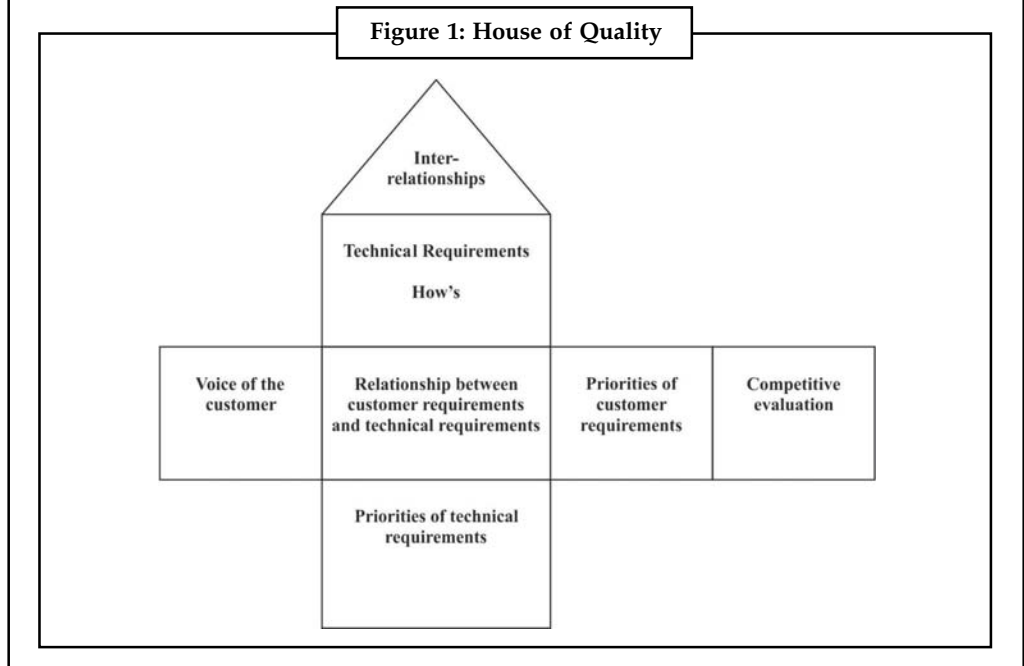 Figure 1: House of Quality
Inter-
relationships
Technical Requirements
How's
Voice of the
customer
Relationship between
customer requirements
and technical requirements
Priorities of
customer
requirements
Competitive
evaluation
Priorities of technical
requirements